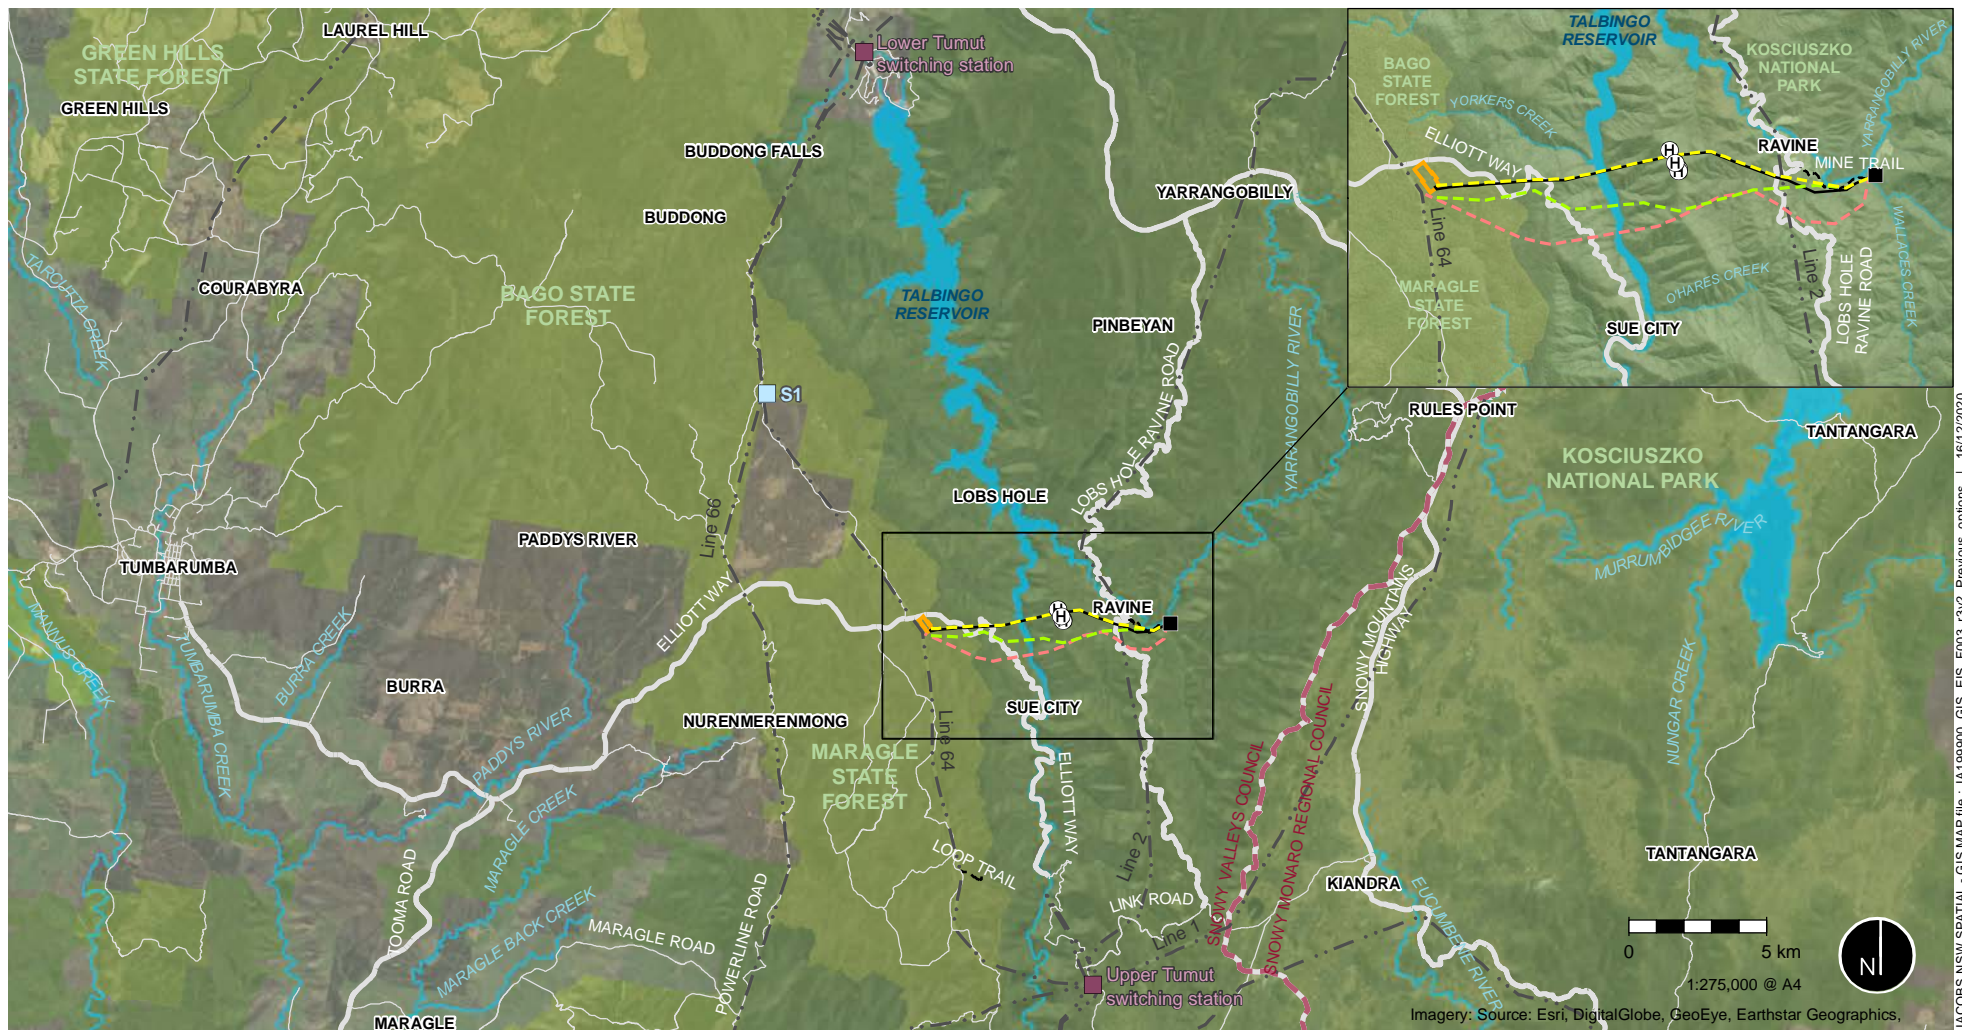 LAUREL HILL
GREEN HILLS
STATE FOREST
GREEN HILLS
Lower Tumut
switching station
BUDDONG FALLS
BUDDONG
YARRANGOBILLY
TARCUTTA CREEK
COURABYRA
BAGO STATE
FOREST
TALBINGO
RESERVOIR
PINBEYAN
YARRANGOBILLY RIVER
LOBS HOLE RAVINE ROAD
S1
TALBINGO
RESERVOIR
KOSCIUSZKO
NATIONAL
PARK
YARRANGOBILLY RIVER
BAGO
STATE
FOREST
YORKERS CREEK
ELLIOTT WAY
RAVINE
MINE TRAIL
H
H
H
Line 64
WALLACES CREEK
Line 2
LOBS HOLE
RAVINE ROAD
O'HARES CREEK
MARAGLE
STATE
FOREST
SUE CITY
RULES POINT
TANTANGARA
KOSCIUSZKO
NATIONAL PARK
MURRUMBIDGEE RIVER
LOBS HOLE
Line 66
PADDYS RIVER
TUMBARUMBA
ELLIOTT WAY
H
H
RAVINE
MANNUS CREEK
TUMBARUMBA CREEK
BURRA CREEK
BURRA
PADDYS RIVER
NURENMERENMONG
SUE CITY
SNOWY MOUNTAINS
HIGHWAY
NUNGAR CREEK
MARAGLE
STATE
FOREST
Line 64
ELLIOTT WAY
SNOWY VALLEYS COUNCIL
SNOWY MONARO REGIONAL COUNCIL
MARAGLE CREEK
TOOMA ROAD
LOOP TRAIL
Line 2
TANTANGARA
KIANDRA
EUCUMBENE RIVER
LINK ROAD
Line 1
MARAGLE BACK CREEK
MARAGLE ROAD
POWERLINE ROAD
MARAGLE
Upper Tumut
switching station
0
5 km
1:275,000 @ A4
N
Imagery: Source: Esri, DigitalGlobe, GeoEye, Earthstar Geographics,